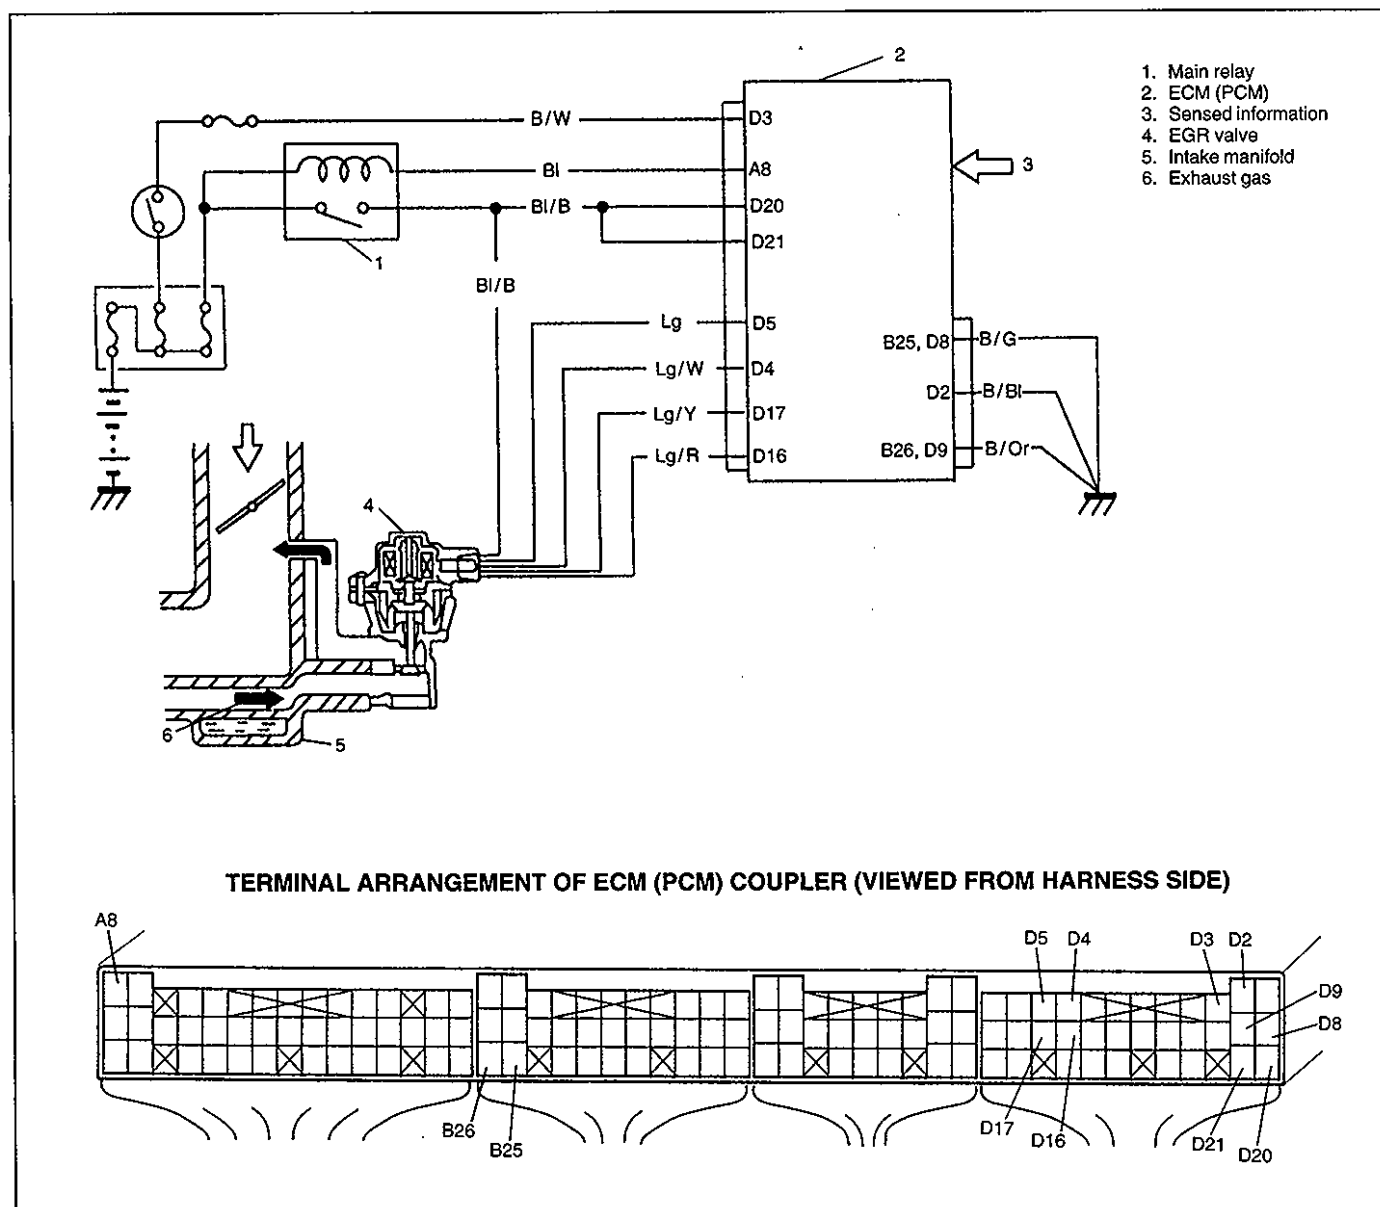 2
1. Main relay
2. ECM (PCM)
3. Sensed information
4. EGR valve
5. Intake manifold
6. Exhaust gas
B/W
D3
Bl
A8
3
Bl/B
D20
D21
1
Bl/B
Lg
D5
B25, D8
B/G
Lg/W
D4
D2
B/Bl
Lg/Y
D17
Lg/R
D16
B26, D9
B/Or
4
6
5
TERMINAL ARRANGEMENT OF ECM (PCM) COUPLER (VIEWED FROM HARNESS SIDE)
A8
D5
D4
D3
D2
D9
D8
B26
B25
D17
D16
D21
D20